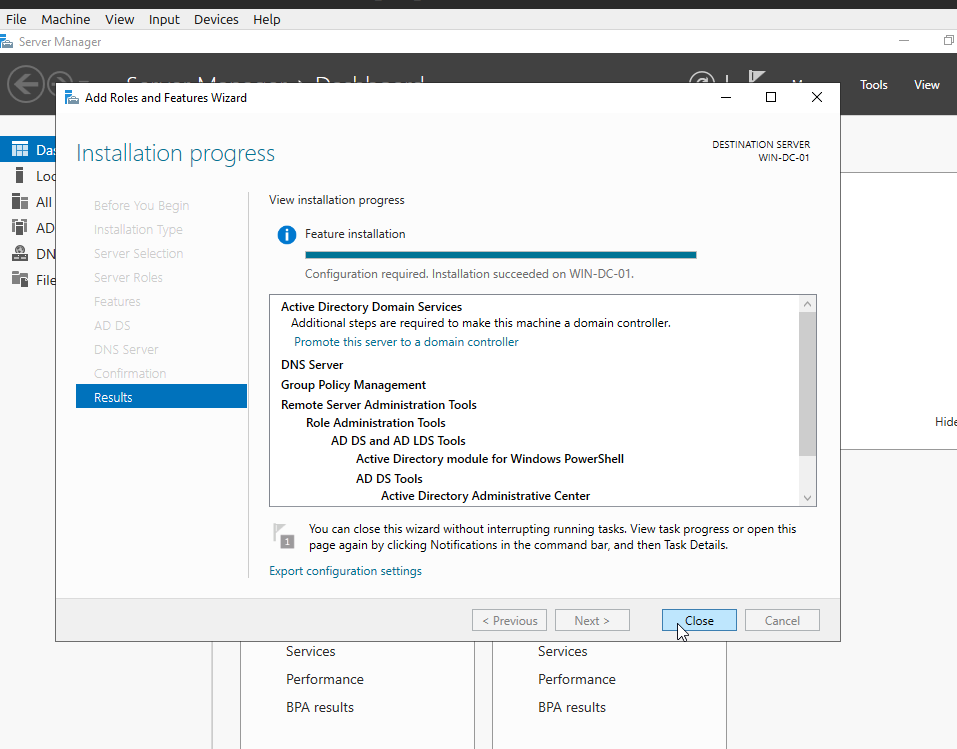 File Machine View Input Devices Help
Server Manager
Server Manager Dashboard
Tools View
Add Roles and Features Wizard
Installation progress
DESTINATION SERVER
WIN-DC-01
Before You Begin
Installation Type
Server Selection
Server Roles
Features
AD DS
DNS Server
Confirmation
Results
View installation progress
Feature installation
Configuration required. Installation succeeded on WIN-DC-01.
Active Directory Domain Services
Additional steps are required to make this machine a domain controller.
Promote this server to a domain controller
DNS Server
Group Policy Management
Remote Server Administration Tools
Role Administration Tools
AD DS and AD LDS Tools
Active Directory module for Windows PowerShell
AD DS Tools
Active Directory Administrative Center
1
You can close this wizard without interrupting running tasks. View task progress or open this
page again by clicking Notifications in the command bar, and then Task Details.
Export configuration settings
< Previous Next > Close Cancel
Das
Loc
All
AD
DN
File
Hide
Services Services
Performance Performance
BPA results BPA results